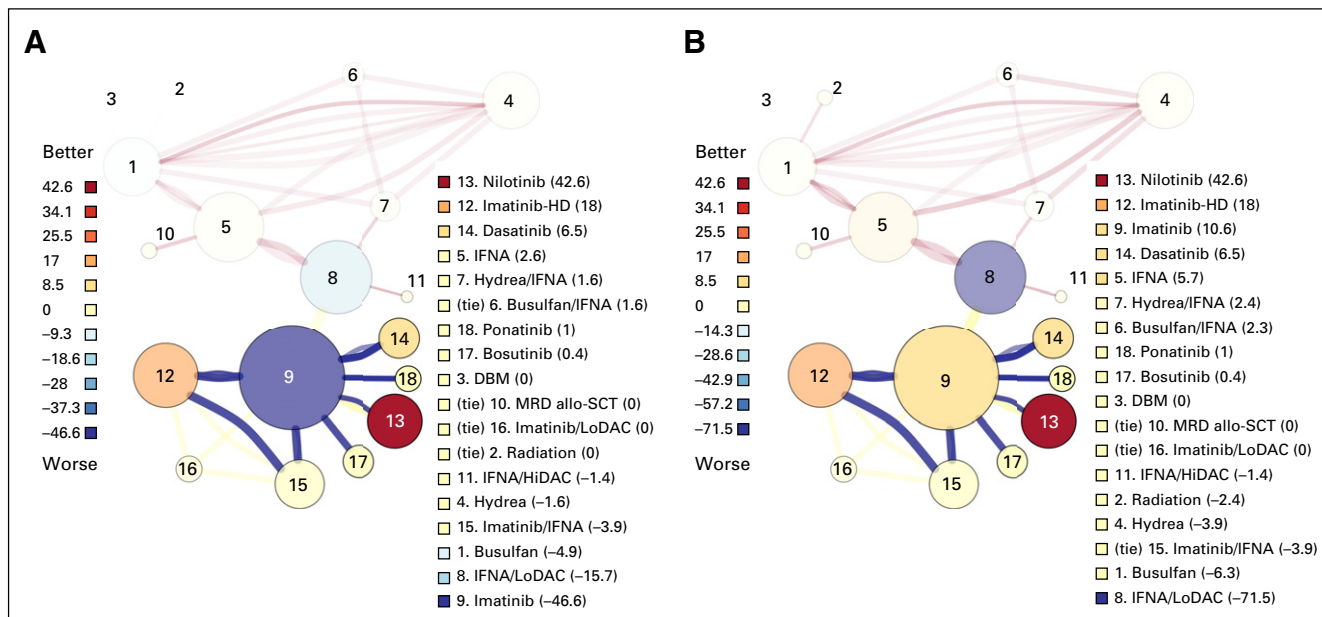 A
3
2
6
4
1
7
5
10
8
11
14
9
12
18
13
17
16
15
Better
42.6
34.1
25.5
17
8.5
0
–9.3
–18.6
–28
–37.3
–46.6
Worse
13. Nilotinib (42.6)
12. Imatinib-HD (18)
14. Dasatinib (6.5)
5. IFNA (2.6)
7. Hydrea/IFNA (1.6)
(tie) 6. Busulfan/IFNA (1.6)
18. Ponatinib (1)
17. Bosutinib (0.4)
3. DBM (0)
(tie) 10. MRD allo-SCT (0)
(tie) 16. Imatinib/LoDAC (0)
(tie) 2. Radiation (0)
11. IFNA/HiDAC (–1.4)
4. Hydrea (–1.6)
15. Imatinib/IFNA (–3.9)
1. Busulfan (–4.9)
8. IFNA/LoDAC (–15.7)
9. Imatinib (–46.6)
B
3
2
6
4
1
7
5
10
8
11
14
9
12
18
13
17
16
15
Better
42.6
34.1
25.5
17
8.5
0
–14.3
–28.6
–42.9
–57.2
–71.5
Worse
13. Nilotinib (42.6)
12. Imatinib-HD (18)
9. Imatinib (10.6)
14. Dasatinib (6.5)
5. IFNA (5.7)
7. Hydrea/IFNA (2.4)
6. Busulfan/IFNA (2.3)
18. Ponatinib (1)
17. Bosutinib (0.4)
3. DBM (0)
(tie) 10. MRD allo-SCT (0)
(tie) 16. Imatinib/LoDAC (0)
11. IFNA/HiDAC (–1.4)
2. Radiation (–2.4)
4. Hydrea (–3.9)
(tie) 15. Imatinib/IFNA (–3.9)
1. Busulfan (–6.3)
8. IFNA/LoDAC (–71.5)